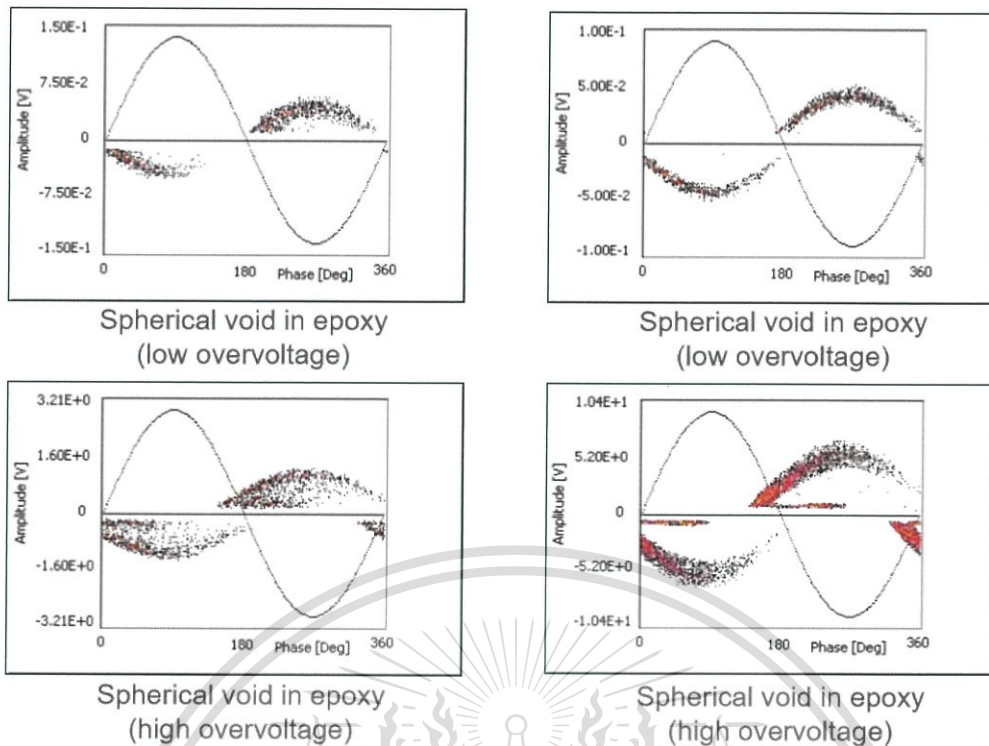 1.50E-1
7.50E-2
0
-7.50E-2
-1.50E-1
Amplitude [V]
0
180
Phase [Deg]
360
Spherical void in epoxy
(low overvoltage)
1.00E-1
5.00E-2
0
-5.00E-2
-1.00E-1
Amplitude [V]
0
180
Phase [Deg]
360
Spherical void in epoxy
(low overvoltage)
3.21E+0
1.60E+0
0
-1.60E+0
-3.21E+0
Amplitude [V]
0
180
Phase [Deg]
360
Spherical void in epoxy
(high overvoltage)
1.04E+1
5.20E+0
0
-5.20E+0
-1.04E+1
Amplitude [V]
0
180
Phase [Deg]
360
Spherical void in epoxy
(high overvoltage)